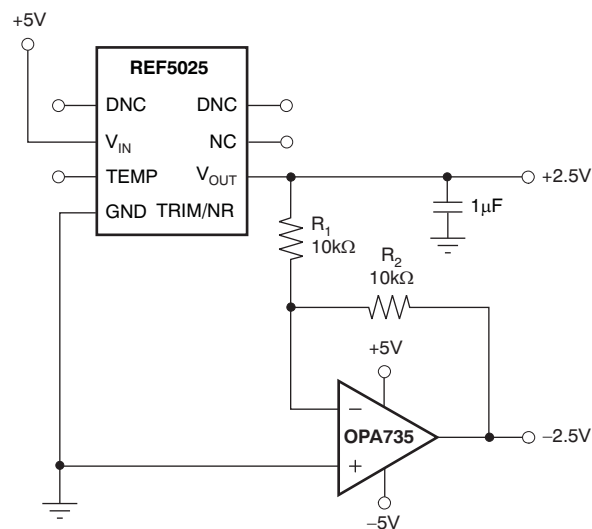 +5V
REF5025
DNC
DNC
V_IN
NC
TEMP
V_OUT
+2.5V
GND
TRIM/NR
1μF
R_1
10kΩ
R_2
10kΩ
+5V
−
OPA735
+
−2.5V
−5V